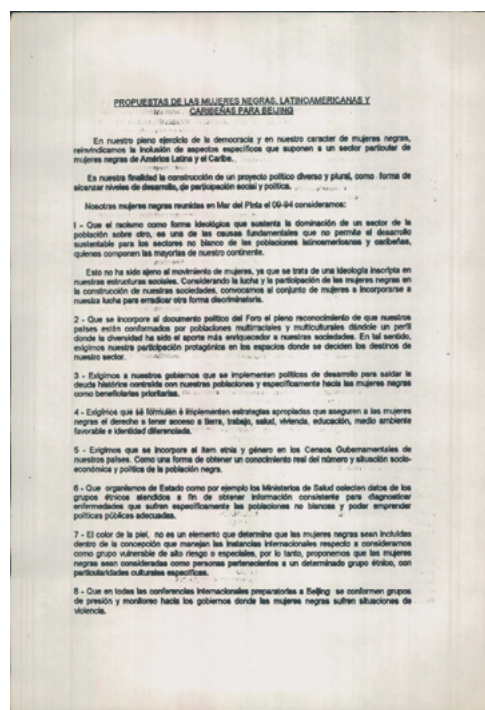 PROPUESTAS DE LAS MUJERES NEGRAS, LATINOAMERICANAS Y
CARIBEÑAS PARA BEIJING
En nuestro pleno ejercicio de la democracia y en nuestro caracter de mujeres negras,
reinvindicamos la inclusión de aspectos específicos que suponen a un sector particular de
mujeres negras de América Latina y el Caribe.
Es nuestra finalidad la construcción de un proyecto político diverso y plural, como forma de
alcanzar niveles de desarrollo, de participación social y política.
Nosotras mujeres negras reunidas en Mar del Plata el 09-94 consideramos:
I - Que el racismo como forma ideológica que sustenta la dominación de un sector de la
población sobre otro, es una de las causas fundamentales que no permite el desarrollo
sustentable para los sectores no blanco de las poblaciones latinoamericanas y caribeñas,
quienes componen las mayorías de nuestro continente.
Esto no ha sido ajeno al movimiento de mujeres, ya que se trata de una ideología inscripta en
nuestras estructuras sociales. Considerando la lucha y la participación de las mujeres negras en
la construcción de nuestras sociedades, convocamos al conjunto de mujeres a incorporarse a
nuestra lucha para erradicar otra forma discriminatoria.
2 - Que se incorpore al documento político del Foro el pleno reconocimiento de que nuestros
países están conformados por poblaciones multirraciales y multiculturales dándole un perfil
donde la diversidad ha sido el aporte más enriquecedor a nuestras sociedades. En tal sentido,
exigimos nuestra participación protagónica en los espacios donde se deciden los destinos de
nuestro sector.
3 - Exigimos a nuestros gobiernos que se implementen políticas de desarrollo para saldar la
deuda histórica contraída con nuestras poblaciones y específicamente hacia las mujeres negras
como beneficiarias prioritarias.
4 - Exigimos que sé fórmulen é implementen estrategias apropiadas que aseguren a las mujeres
negras el derecho a tener acceso a tierra, trabajo, salud, vivienda, educación, medio ambiente
favorable e identidad diferenciada.
5 - Exigimos que se incorpore al ítem etnia y género en los Censos Gubernamentales de
nuestros países. Como una forma de obtener un conocimiento real del número y situación socio-
económica y política de la población negra.
6 - Que organismos de Estado como por ejemplo los Ministerios de Salud colecten datos de los
grupos étnicos atendidos a fin de obtener información consistente para diagnosticar
enfermedades que sufren específicamente las poblaciones no blancas y poder emprender
políticas públicas adecuadas.
7 - El color de la piel, no es un elemento que determine que las mujeres negras sean incluídas
dentro de la concepción que manejan las instancias internacionales respecto a considerarnos
como grupo vulnerable de alto riesgo o especiales, por lo tanto, proponemos que las mujeres
negras sean consideradas como personas pertenecientes a un determinado grupo étnico, con
particularidades culturales específicas.
8 - Que en todas las conferencias internacionales preparatorias a Beijing se conformen grupos
de presión y monitoreo hacia los gobiernos donde las mujeres negras sufran situaciones de
violencia.